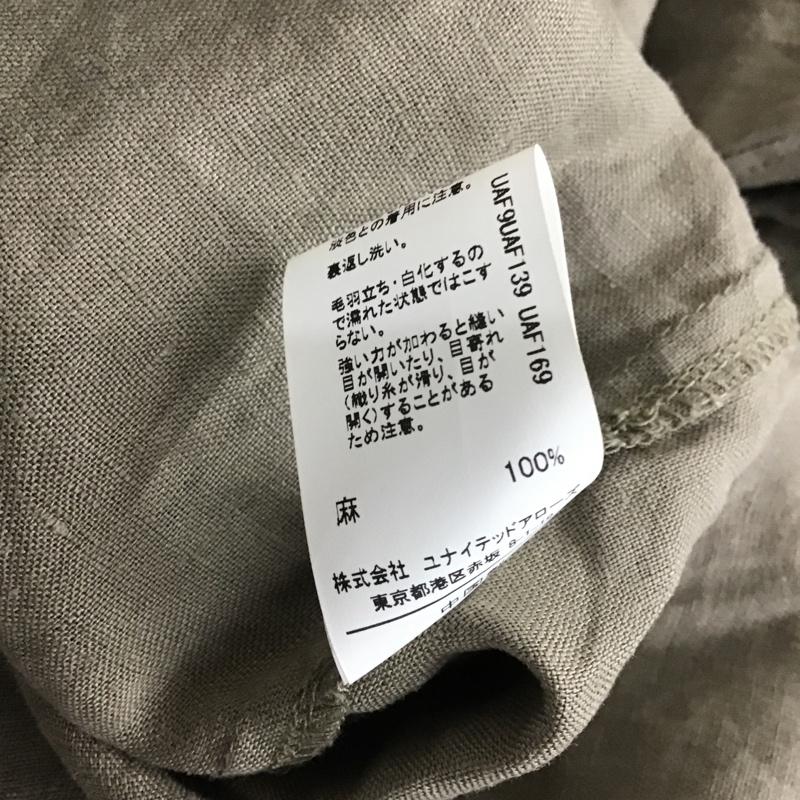 淡色との着用に注意。
裏返し洗い。
毛羽立ち・白化するの
で濡れた状態ではこす
らない。
強い力が加わると縫い
目が開いたり、目寄れ
(織り糸が滑り、目が
開く)することがある
ため注意。
麻 100%
株式会社 ユナイテッドアローズ
東京都港区赤坂 8-1-
中国
UAF9UAF139 UAF169